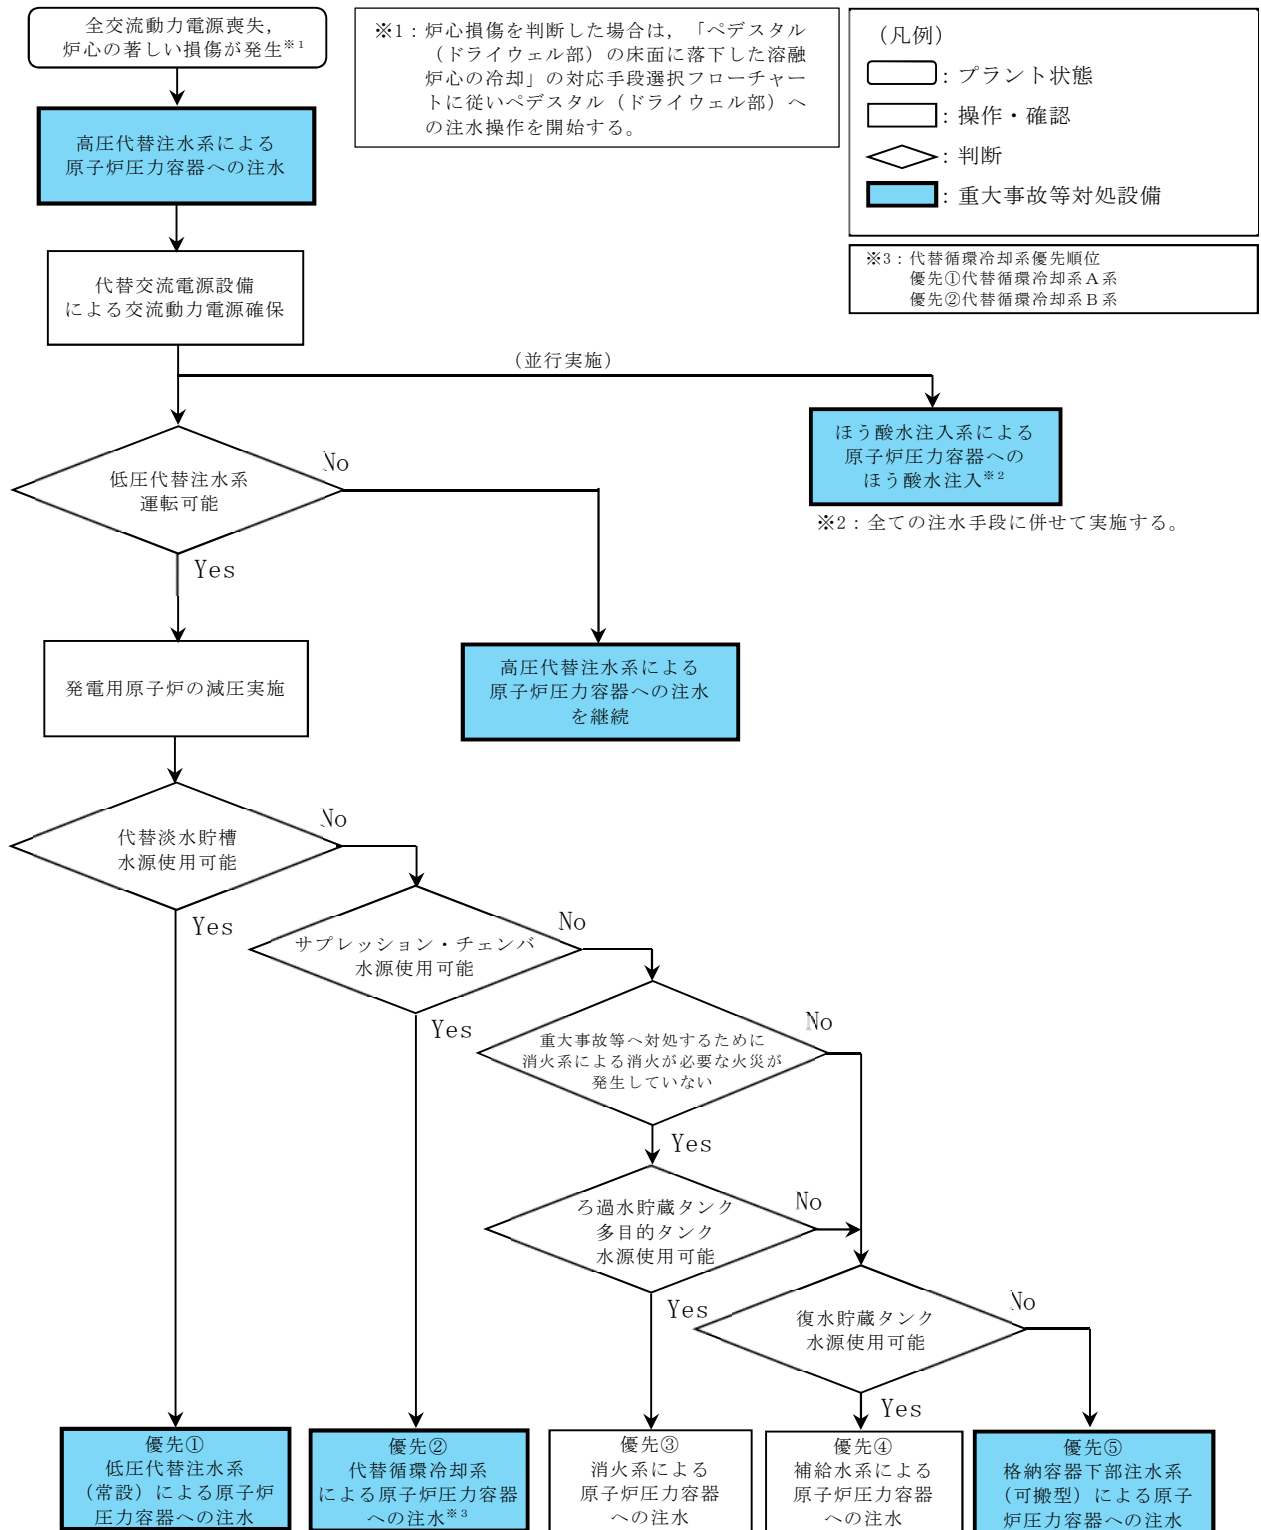 全交流動力電源喪失，
炉心の著しい損傷が発生※1
※1：炉心損傷を判断した場合は，「ペデスタル
（ドライウェル部）の床面に落下した溶融
炉心の冷却」の対応手段選択フローチャー
トに従いペデスタル（ドライウェル部）へ
の注水操作を開始する。
（凡例）
：プラント状態
：操作・確認
：判断
：重大事故等対処設備
※3：代替循環冷却系優先順位
優先①代替循環冷却系Ａ系
優先②代替循環冷却系Ｂ系
高圧代替注水系による
原子炉圧力容器への注水
代替交流電源設備
による交流動力電源確保
（並行実施）
ほう酸水注入系による
原子炉圧力容器への
ほう酸水注入※2
※2：全ての注水手段に併せて実施する。
低圧代替注水系
運転可能
No
Yes
高圧代替注水系による
原子炉圧力容器への注水
を継続
発電用原子炉の減圧実施
代替淡水貯槽
水源使用可能
No
Yes
サプレッション・チェンバ
水源使用可能
No
Yes
重大事故等へ対処するために
消火系による消火が必要な火災が
発生していない
No
Yes
ろ過水貯蔵タンク
多目的タンク
水源使用可能
No
Yes
復水貯蔵タンク
水源使用可能
No
Yes
優先①
低圧代替注水系
（常設）による原子炉
圧力容器への注水
優先②
代替循環冷却系
による原子炉圧力容器
への注水※3
優先③
消火系による
原子炉圧力容器
への注水
優先④
補給水系による
原子炉圧力容器
への注水
優先⑤
格納容器下部注水系
（可搬型）による原子
炉圧力容器への注水